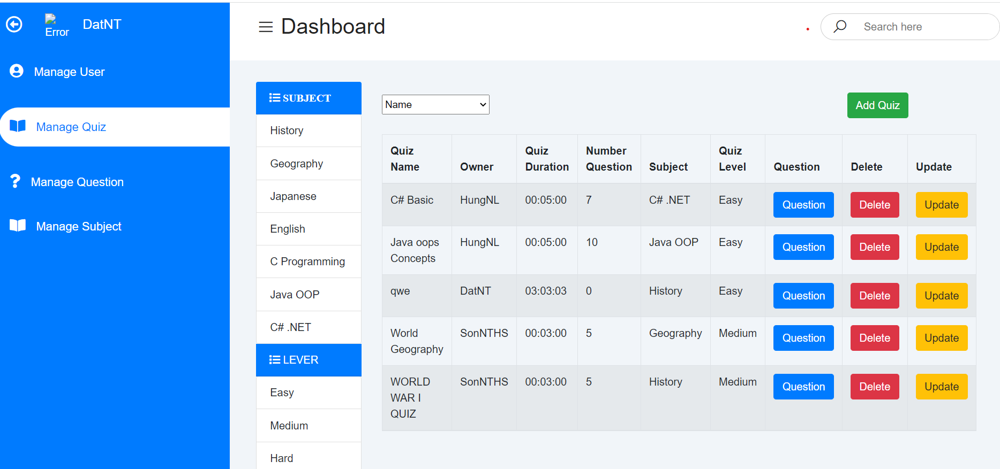 Error
DatNT
Manage User
Manage Quiz
Manage Question
Manage Subject
Dashboard
Search here
SUBJECT
History
Geography
Japanese
English
C Programming
Java OOP
C# .NET
LEVER
Easy
Medium
Hard
Name
Add Quiz
Quiz Name Owner Quiz Duration Number Question Subject Quiz Level Question Delete Update
C# Basic HungNL 00:05:00 7 C# .NET Easy Question Delete Update
Java oops Concepts HungNL 00:05:00 10 Java OOP Easy Question Delete Update
qwe DatNT 03:03:03 0 History Easy Question Delete Update
World Geography SonNTHS 00:03:00 5 Geography Medium Question Delete Update
WORLD WAR I QUIZ SonNTHS 00:03:00 5 History Medium Question Delete Update